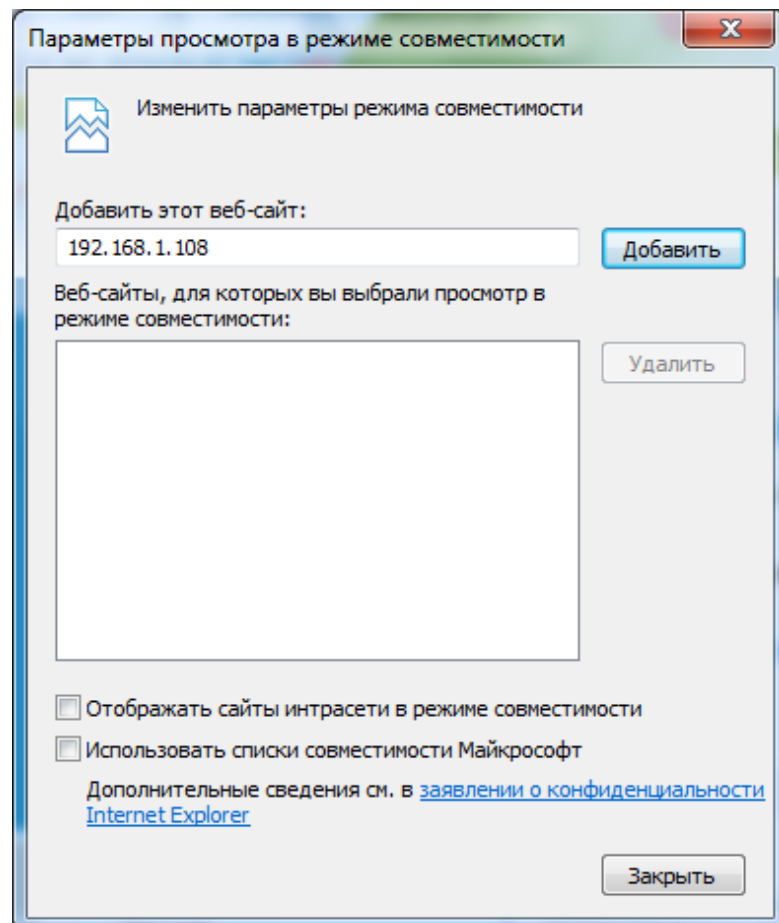 Параметры просмотра в режиме совместимости
Изменить параметры режима совместимости
Добавить этот веб-сайт:
192.168.1.108
Добавить
Веб-сайты, для которых вы выбрали просмотр в
режиме совместимости:
Удалить
Отображать сайты интрасети в режиме совместимости
Использовать списки совместимости Майкрософт
Дополнительные сведения см. в заявлении о конфиденциальности
Internet Explorer
Закрыть